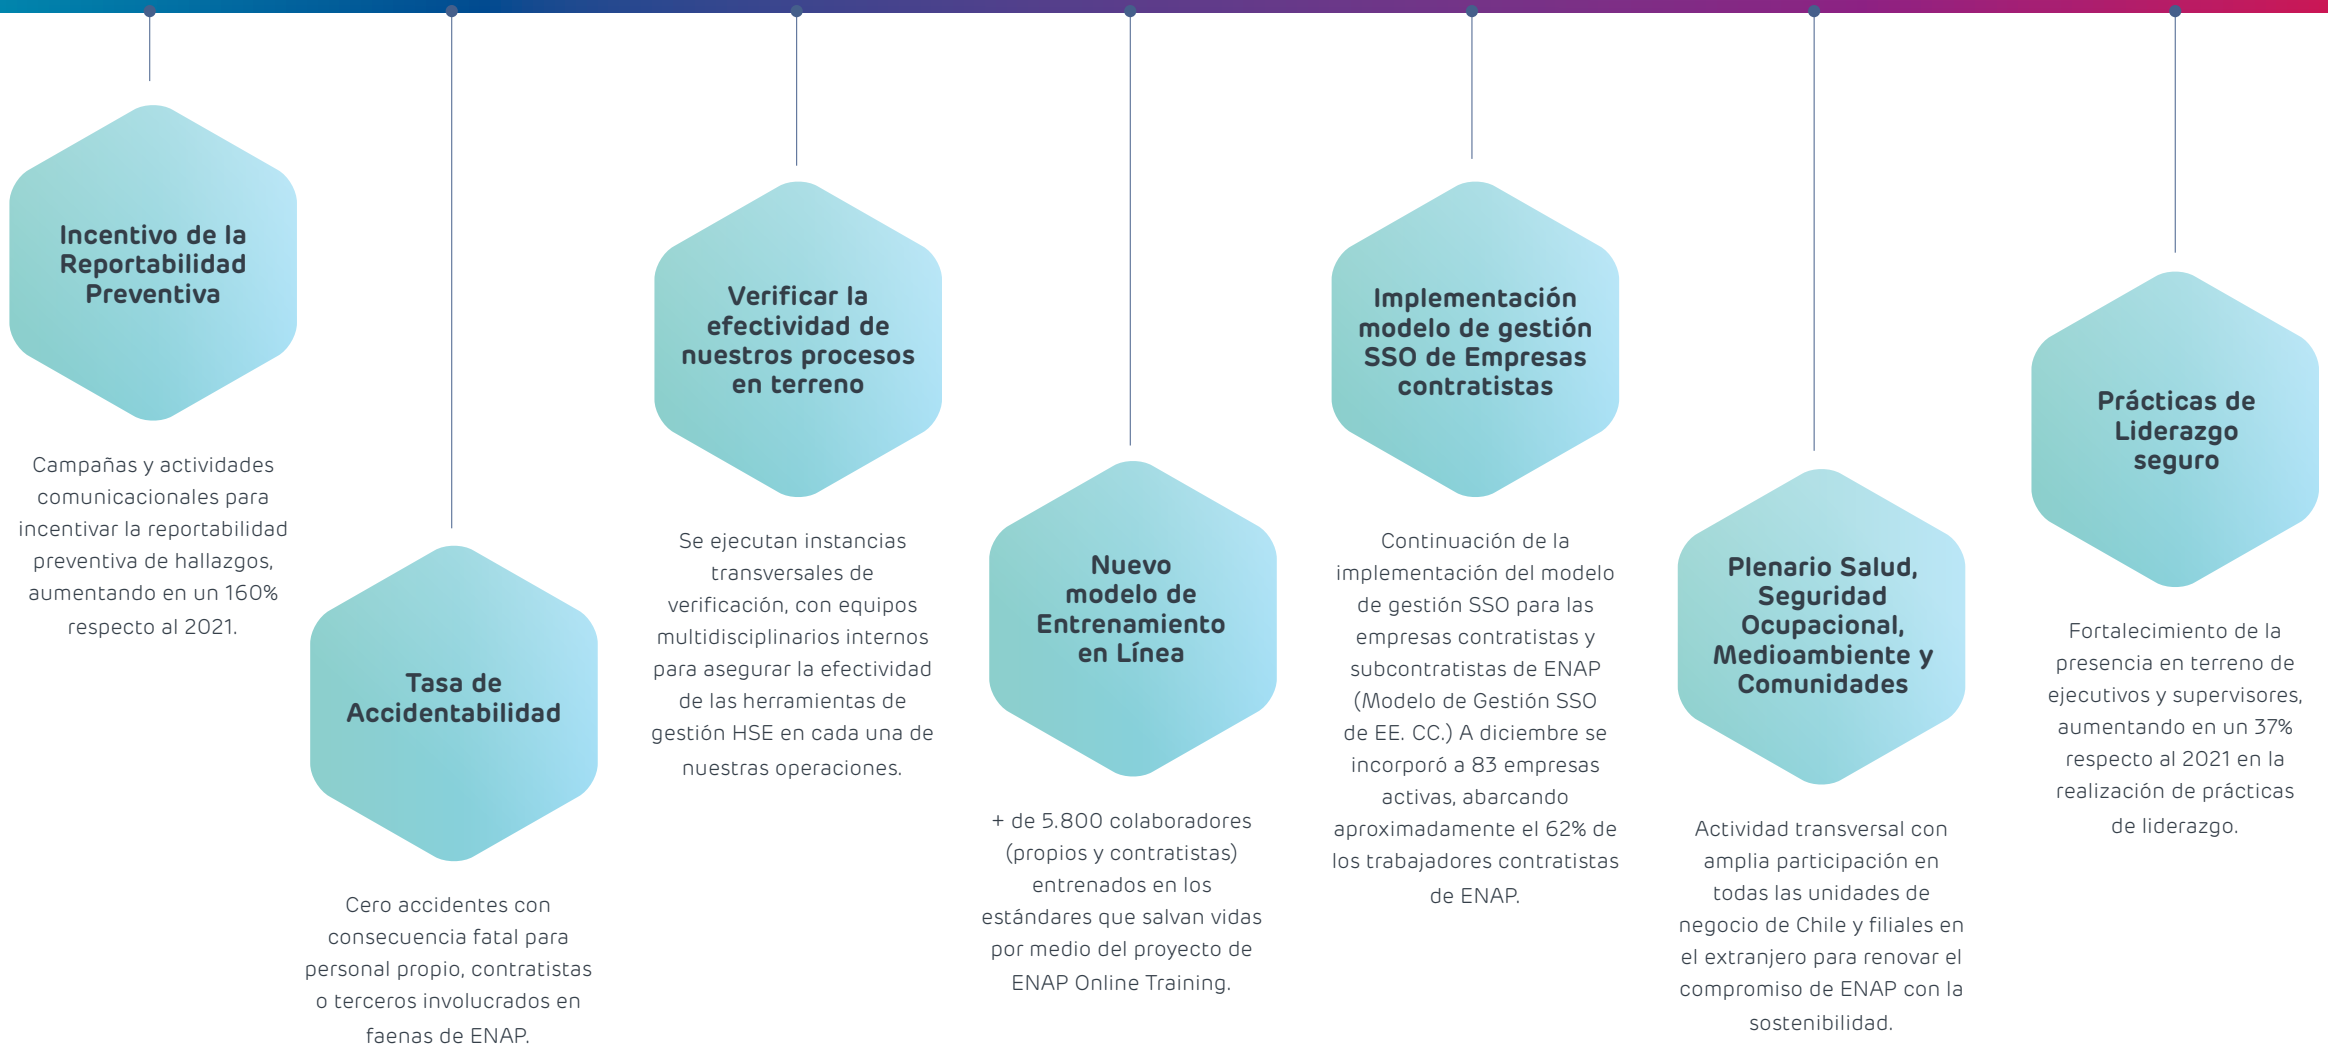 Incentivo de la
Reportabilidad
Preventiva
Campañas y actividades
comunicacionales para
incentivar la reportabilidad
preventiva de hallazgos,
aumentando en un 160%
respecto al 2021.
Tasa de
Accidentabilidad
Cero accidentes con
consecuencia fatal para
personal propio, contratistas
o terceros involucrados en
faenas de ENAP.
Verificar la
efectividad de
nuestros procesos
en terreno
Se ejecutan instancias
transversales de
verificación, con equipos
multidisciplinarios internos
para asegurar la efectividad
de las herramientas de
gestión HSE en cada una de
nuestras operaciones.
Nuevo
modelo de
Entrenamiento
en Línea
+ de 5.800 colaboradores
(propios y contratistas)
entrenados en los
estándares que salvan vidas
por medio del proyecto de
ENAP Online Training.
Implementación
modelo de gestión
SSO de Empresas
contratistas
Continuación de la
implementación del modelo
de gestión SSO para las
empresas contratistas y
subcontratistas de ENAP
(Modelo de Gestión SSO
de EE. CC.) A diciembre se
incorporó a 83 empresas
activas, abarcando
aproximadamente el 62% de
los trabajadores contratistas
de ENAP.
Plenario Salud,
Seguridad
Ocupacional,
Medioambiente y
Comunidades
Actividad transversal con
amplia participación en
todas las unidades de
negocio de Chile y filiales en
el extranjero para renovar el
compromiso de ENAP con la
sostenibilidad.
Prácticas de
Liderazgo
seguro
Fortalecimiento de la
presencia en terreno de
ejecutivos y supervisores,
aumentando en un 37%
respecto al 2021 en la
realización de prácticas
de liderazgo.